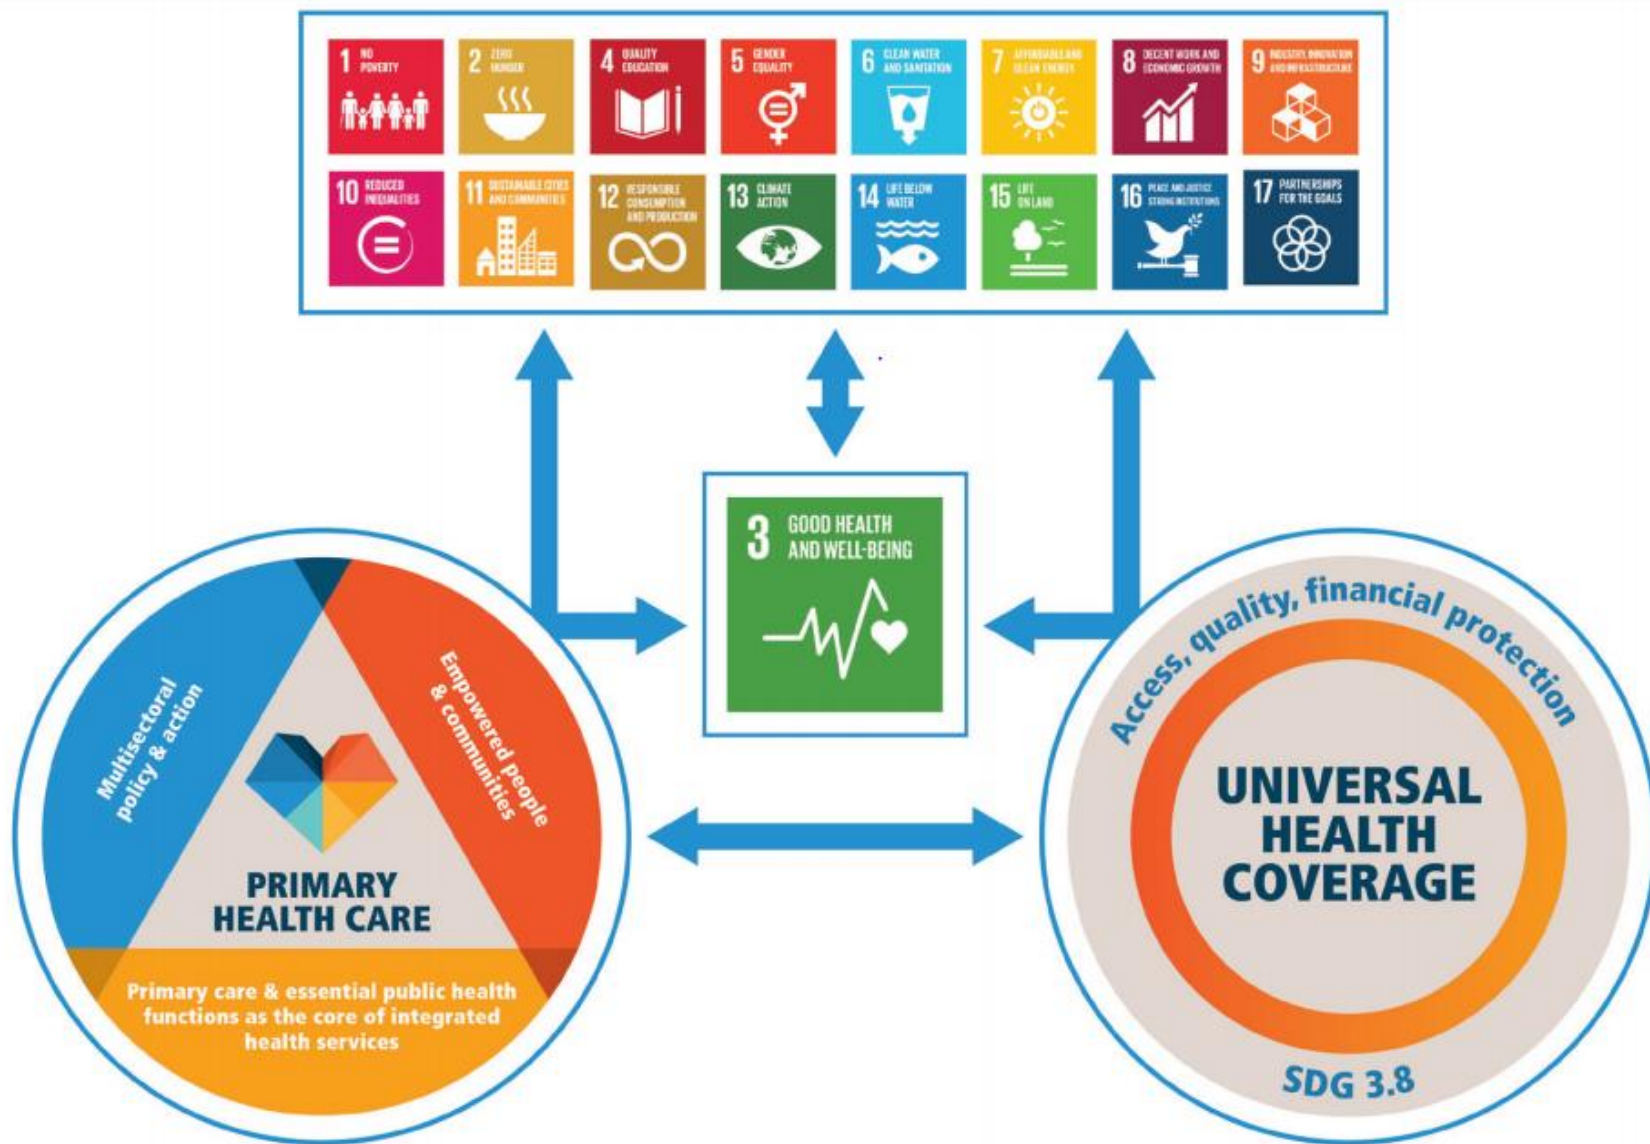 1 NO
POVERTY
2 ZERO
HUNGER
4 QUALITY
EDUCATION
5 GENDER
EQUALITY
6 CLEAN WATER
AND SANITATION
7 AFFORDABLE AND
CLEAN ENERGY
8 DECENT WORK AND
ECONOMIC GROWTH
9 INDUSTRY, INNOVATION
AND INFRASTRUCTURE
10 REDUCED
INEQUALITIES
11 SUSTAINABLE CITIES
AND COMMUNITIES
12 RESPONSIBLE
CONSUMPTION
AND PRODUCTION
13 CLIMATE
ACTION
14 LIFE BELOW
WATER
15 LIFE
ON LAND
16 PEACE AND JUSTICE
STRONG INSTITUTIONS
17 PARTNERSHIPS
FOR THE GOALS
3 GOOD HEALTH
AND WELL-BEING
Multisectoral
policy & action
Empowered people
& communities
PRIMARY
HEALTH CARE
Primary care & essential public health
functions as the core of integrated
health services
Access, quality, financial protection
UNIVERSAL
HEALTH
COVERAGE
SDG 3.8